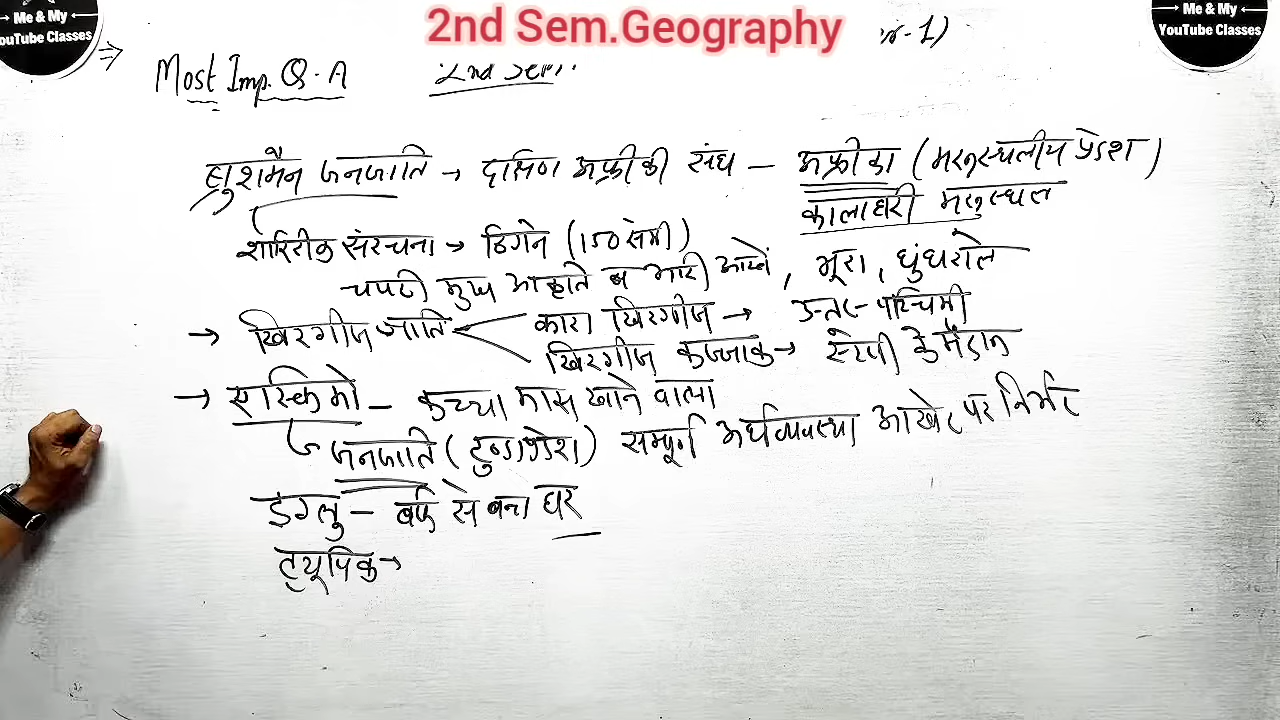 Me & My
YouTube Classes
2nd Sem.Geography
Me & My
YouTube Classes
Most Imp. Q. A 2nd Sem.
बुशमैन जनजाति → दक्षिण अफ्रीकी संघ – अफ्रीका (मरुस्थलीय प्रदेश)
कालाहारी मरुस्थल
शारिरीक संरचना → ठिगने (150 सेमी)
चपटी मुख आकृति व भारी आखें, भूरा, घुंघराले
→ खिरगीज जाति
कारा खिरगीज → उत्तर-पश्चिमी
खिरगीज कज्जाक → स्टेपी के मैदान
→ एस्किमो – कच्चा मास खाने वाला
जनजाति (टुन्ड्रा प्रदेश) सम्पूर्ण अर्थव्यवस्था आखेट पर निर्भर
इग्लु – बर्फ से बना घर
ट्यूपिक →